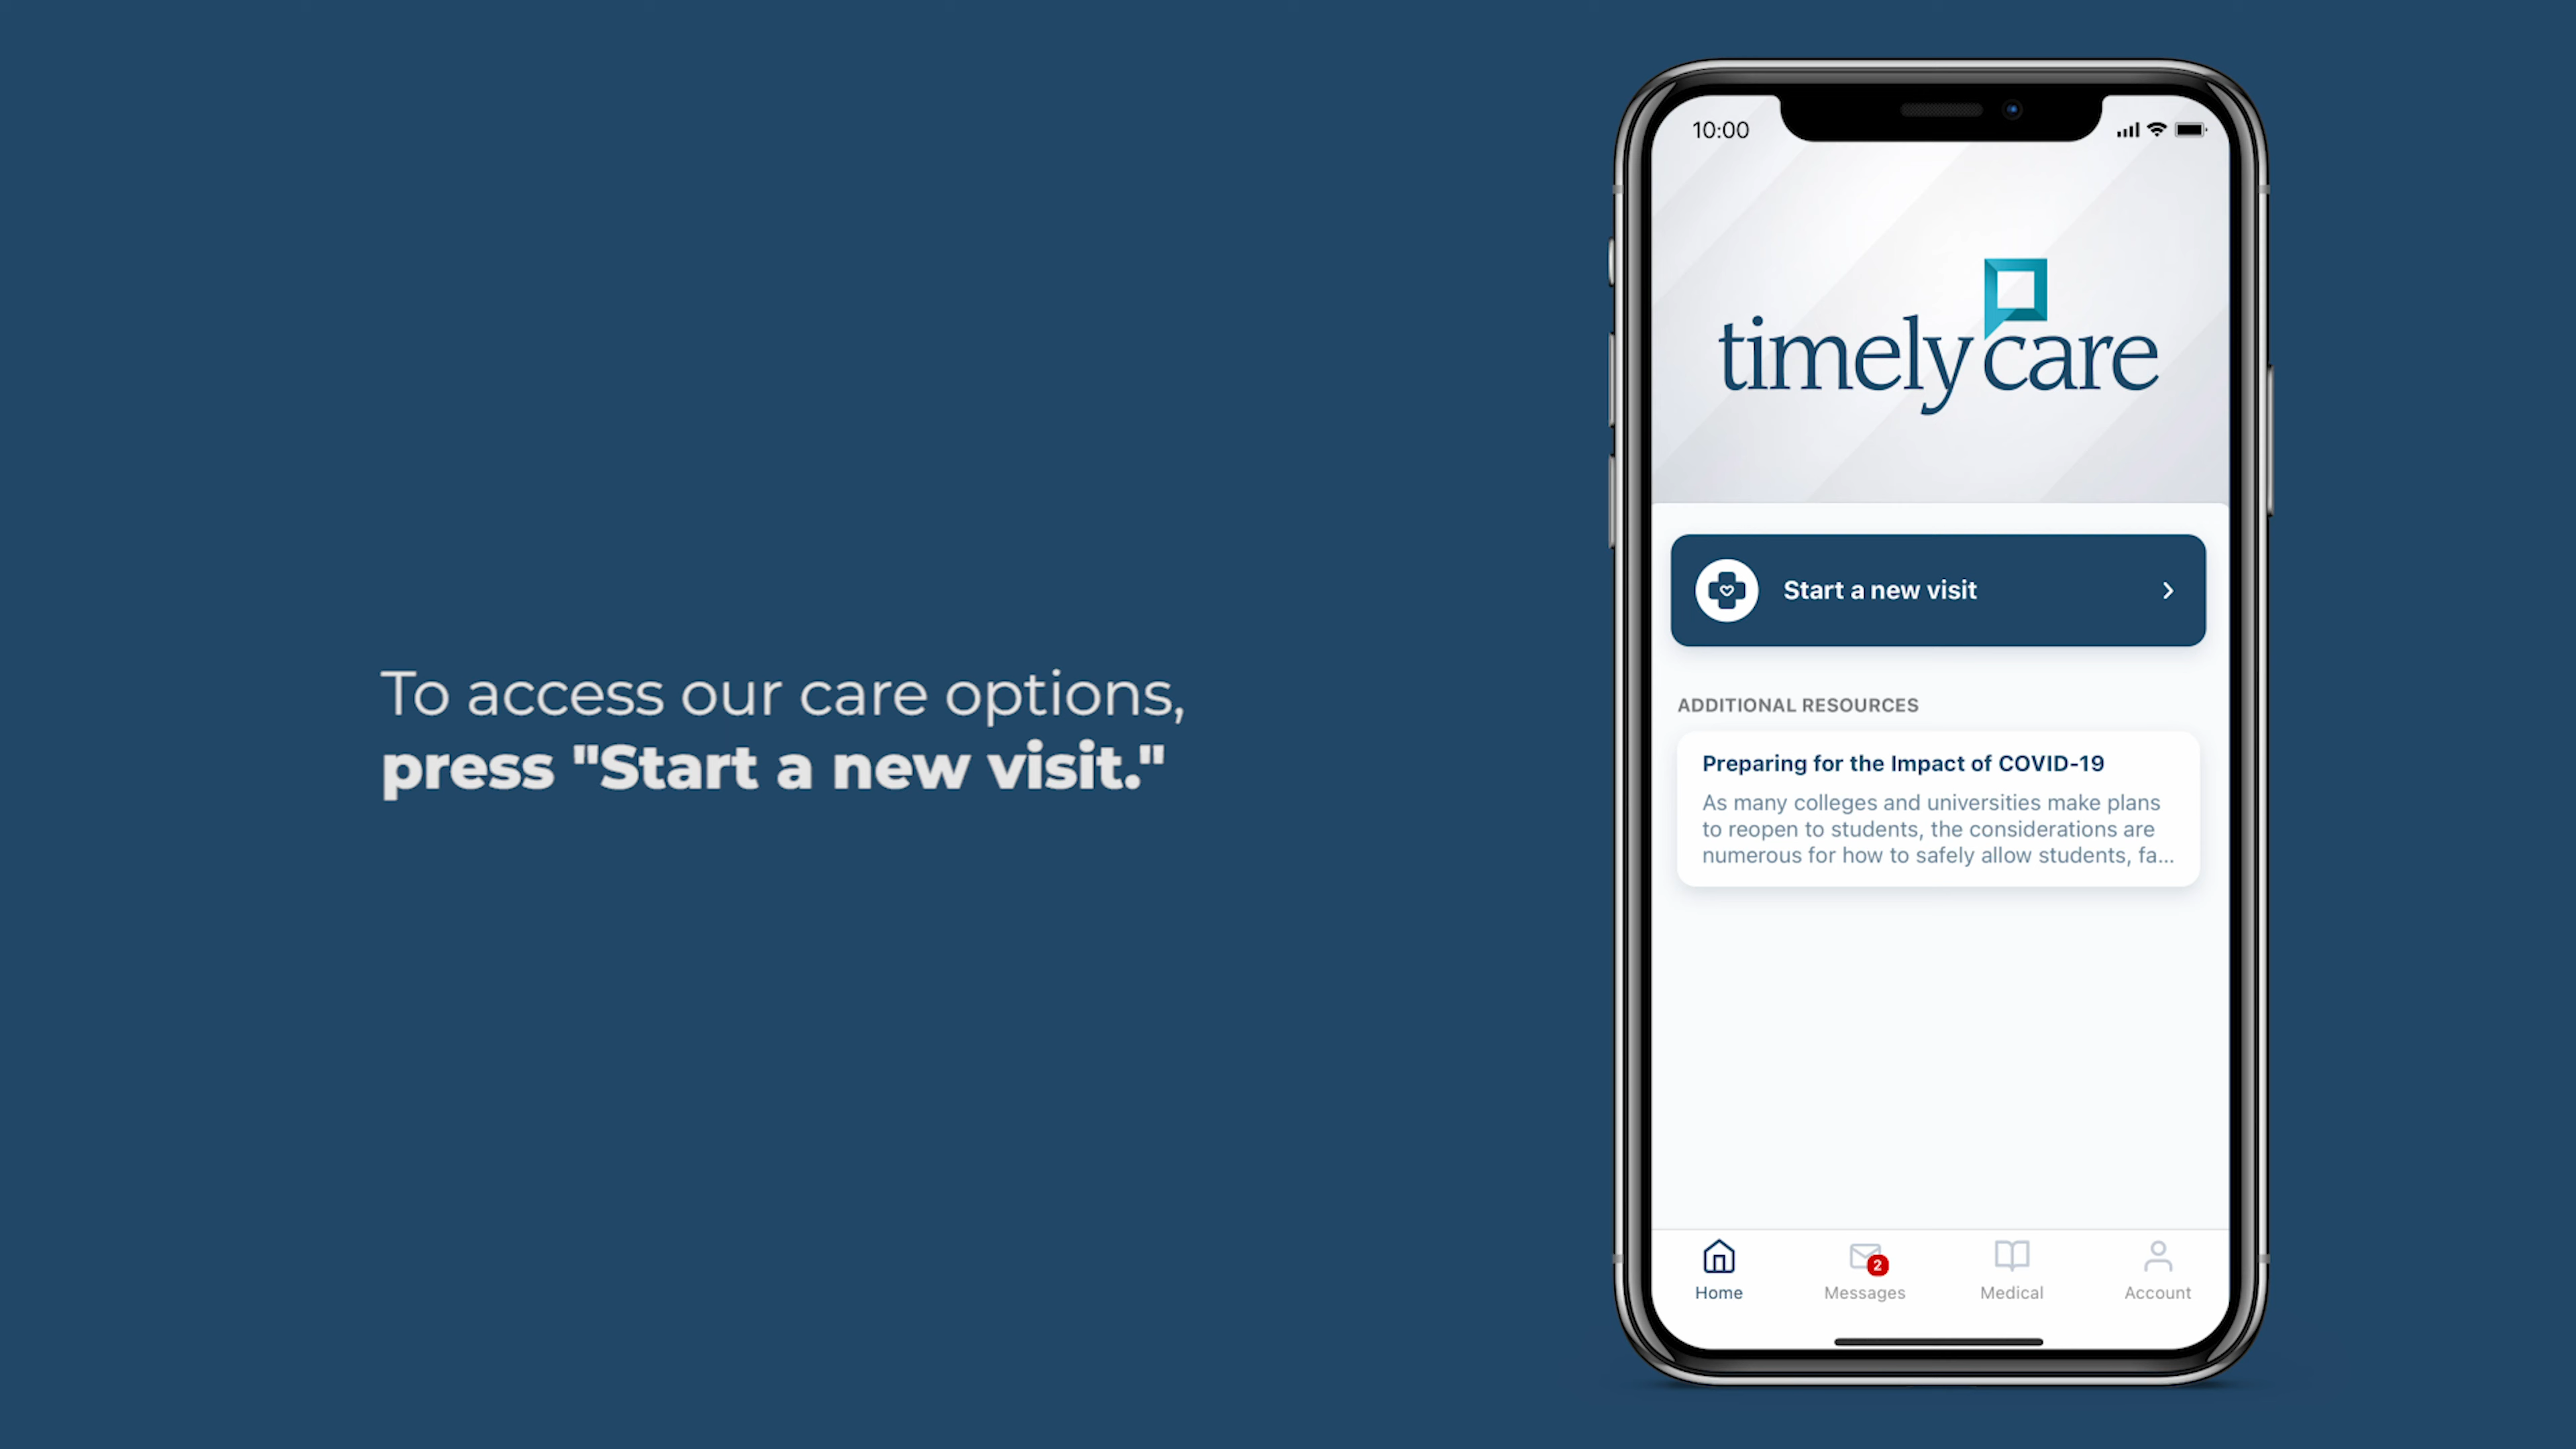 To access our care options,
press "Start a new visit."
10:00
timely care
Start a new visit
ADDITIONAL RESOURCES
Preparing for the Impact of COVID-19
As many colleges and universities make plans
to reopen to students, the considerations are
numerous for how to safely allow students, fa...
2
Home Messages Medical Account